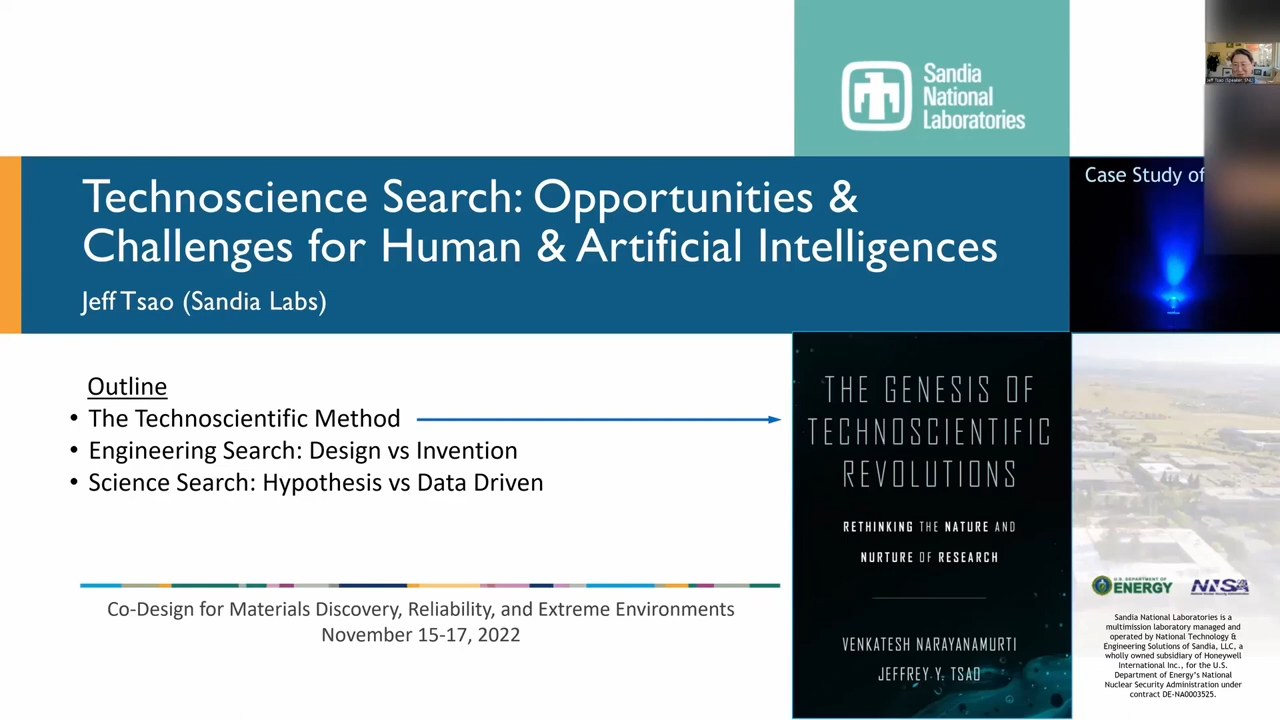 Sandia
National
Laboratories
Technoscience Search: Opportunities &
Challenges for Human & Artificial Intelligences
Jeff Tsao (Sandia Labs)
Case Study of
Outline
• The Technoscientific Method
• Engineering Search: Design vs Invention
• Science Search: Hypothesis vs Data Driven
Co-Design for Materials Discovery, Reliability, and Extreme Environments
November 15-17, 2022
THE GENESIS OF
TECHNOSCIENTIFIC
REVOLUTIONS
RETHINKING THE NATURE AND
NURTURE OF RESEARCH
VENKATESH NARAYANAMURTI
JEFFREY Y. TSAO
U.S. DEPARTMENT OF
ENERGY
NNSA
Sandia National Laboratories is a
multimission laboratory managed and
operated by National Technology &
Engineering Solutions of Sandia, LLC, a
wholly owned subsidiary of Honeywell
International Inc., for the U.S.
Department of Energy's National
Nuclear Security Administration under
contract DE-NA0003525.